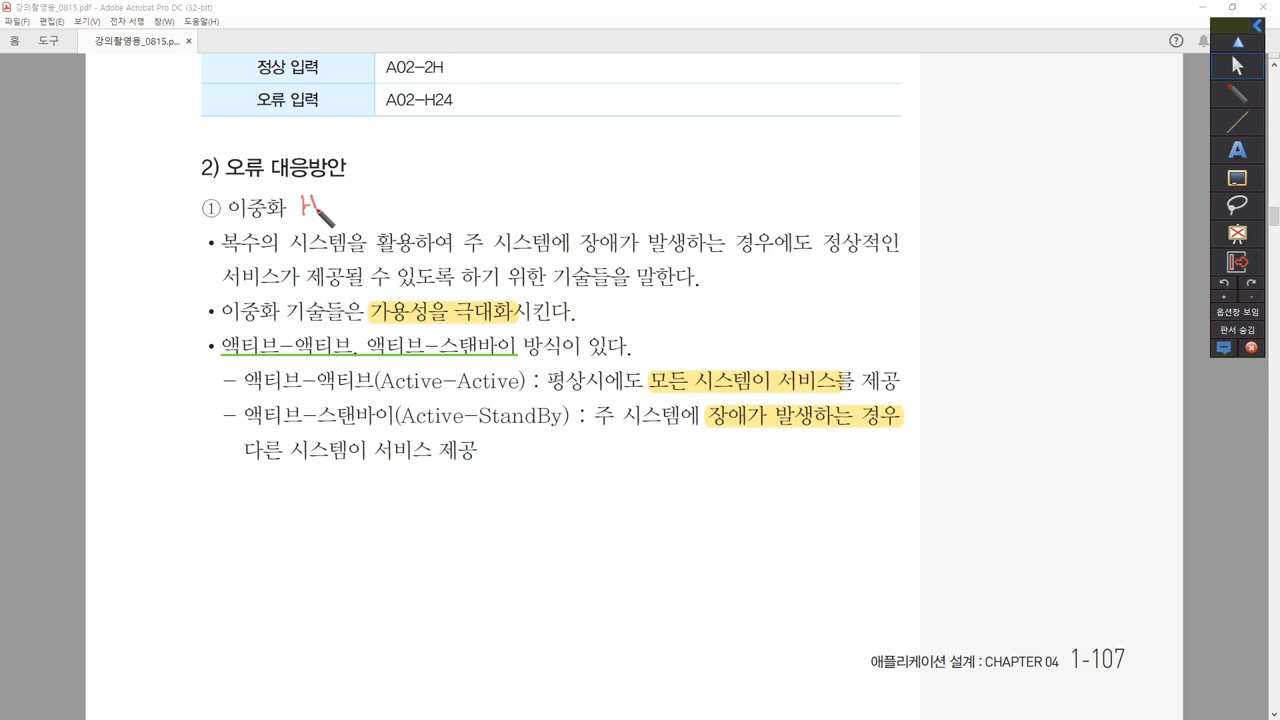 강의촬영용_0815.pdf - Adobe Acrobat Pro DC (32-bit)
파일(F) 편집(E) 보기(V) 전자 서명 창(W) 도움말(H)
홈 도구 강의촬영용_0815.p... ×
정상 입력 A02-2H
오류 입력 A02-H24
2) 오류 대응방안
① 이중화 H
• 복수의 시스템을 활용하여 주 시스템에 장애가 발생하는 경우에도 정상적인
서비스가 제공될 수 있도록 하기 위한 기술들을 말한다.
• 이중화 기술들은 가용성을 극대화시킨다.
• 액티브-액티브, 액티브-스탠바이 방식이 있다.
- 액티브-액티브(Active-Active) : 평상시에도 모든 시스템이 서비스를 제공
- 액티브-스탠바이(Active-StandBy) : 주 시스템에 장애가 발생하는 경우
다른 시스템이 서비스 제공
애플리케이션 설계 : CHAPTER 04 1-107
A
+ -
옵션창 보임
판서 숨김